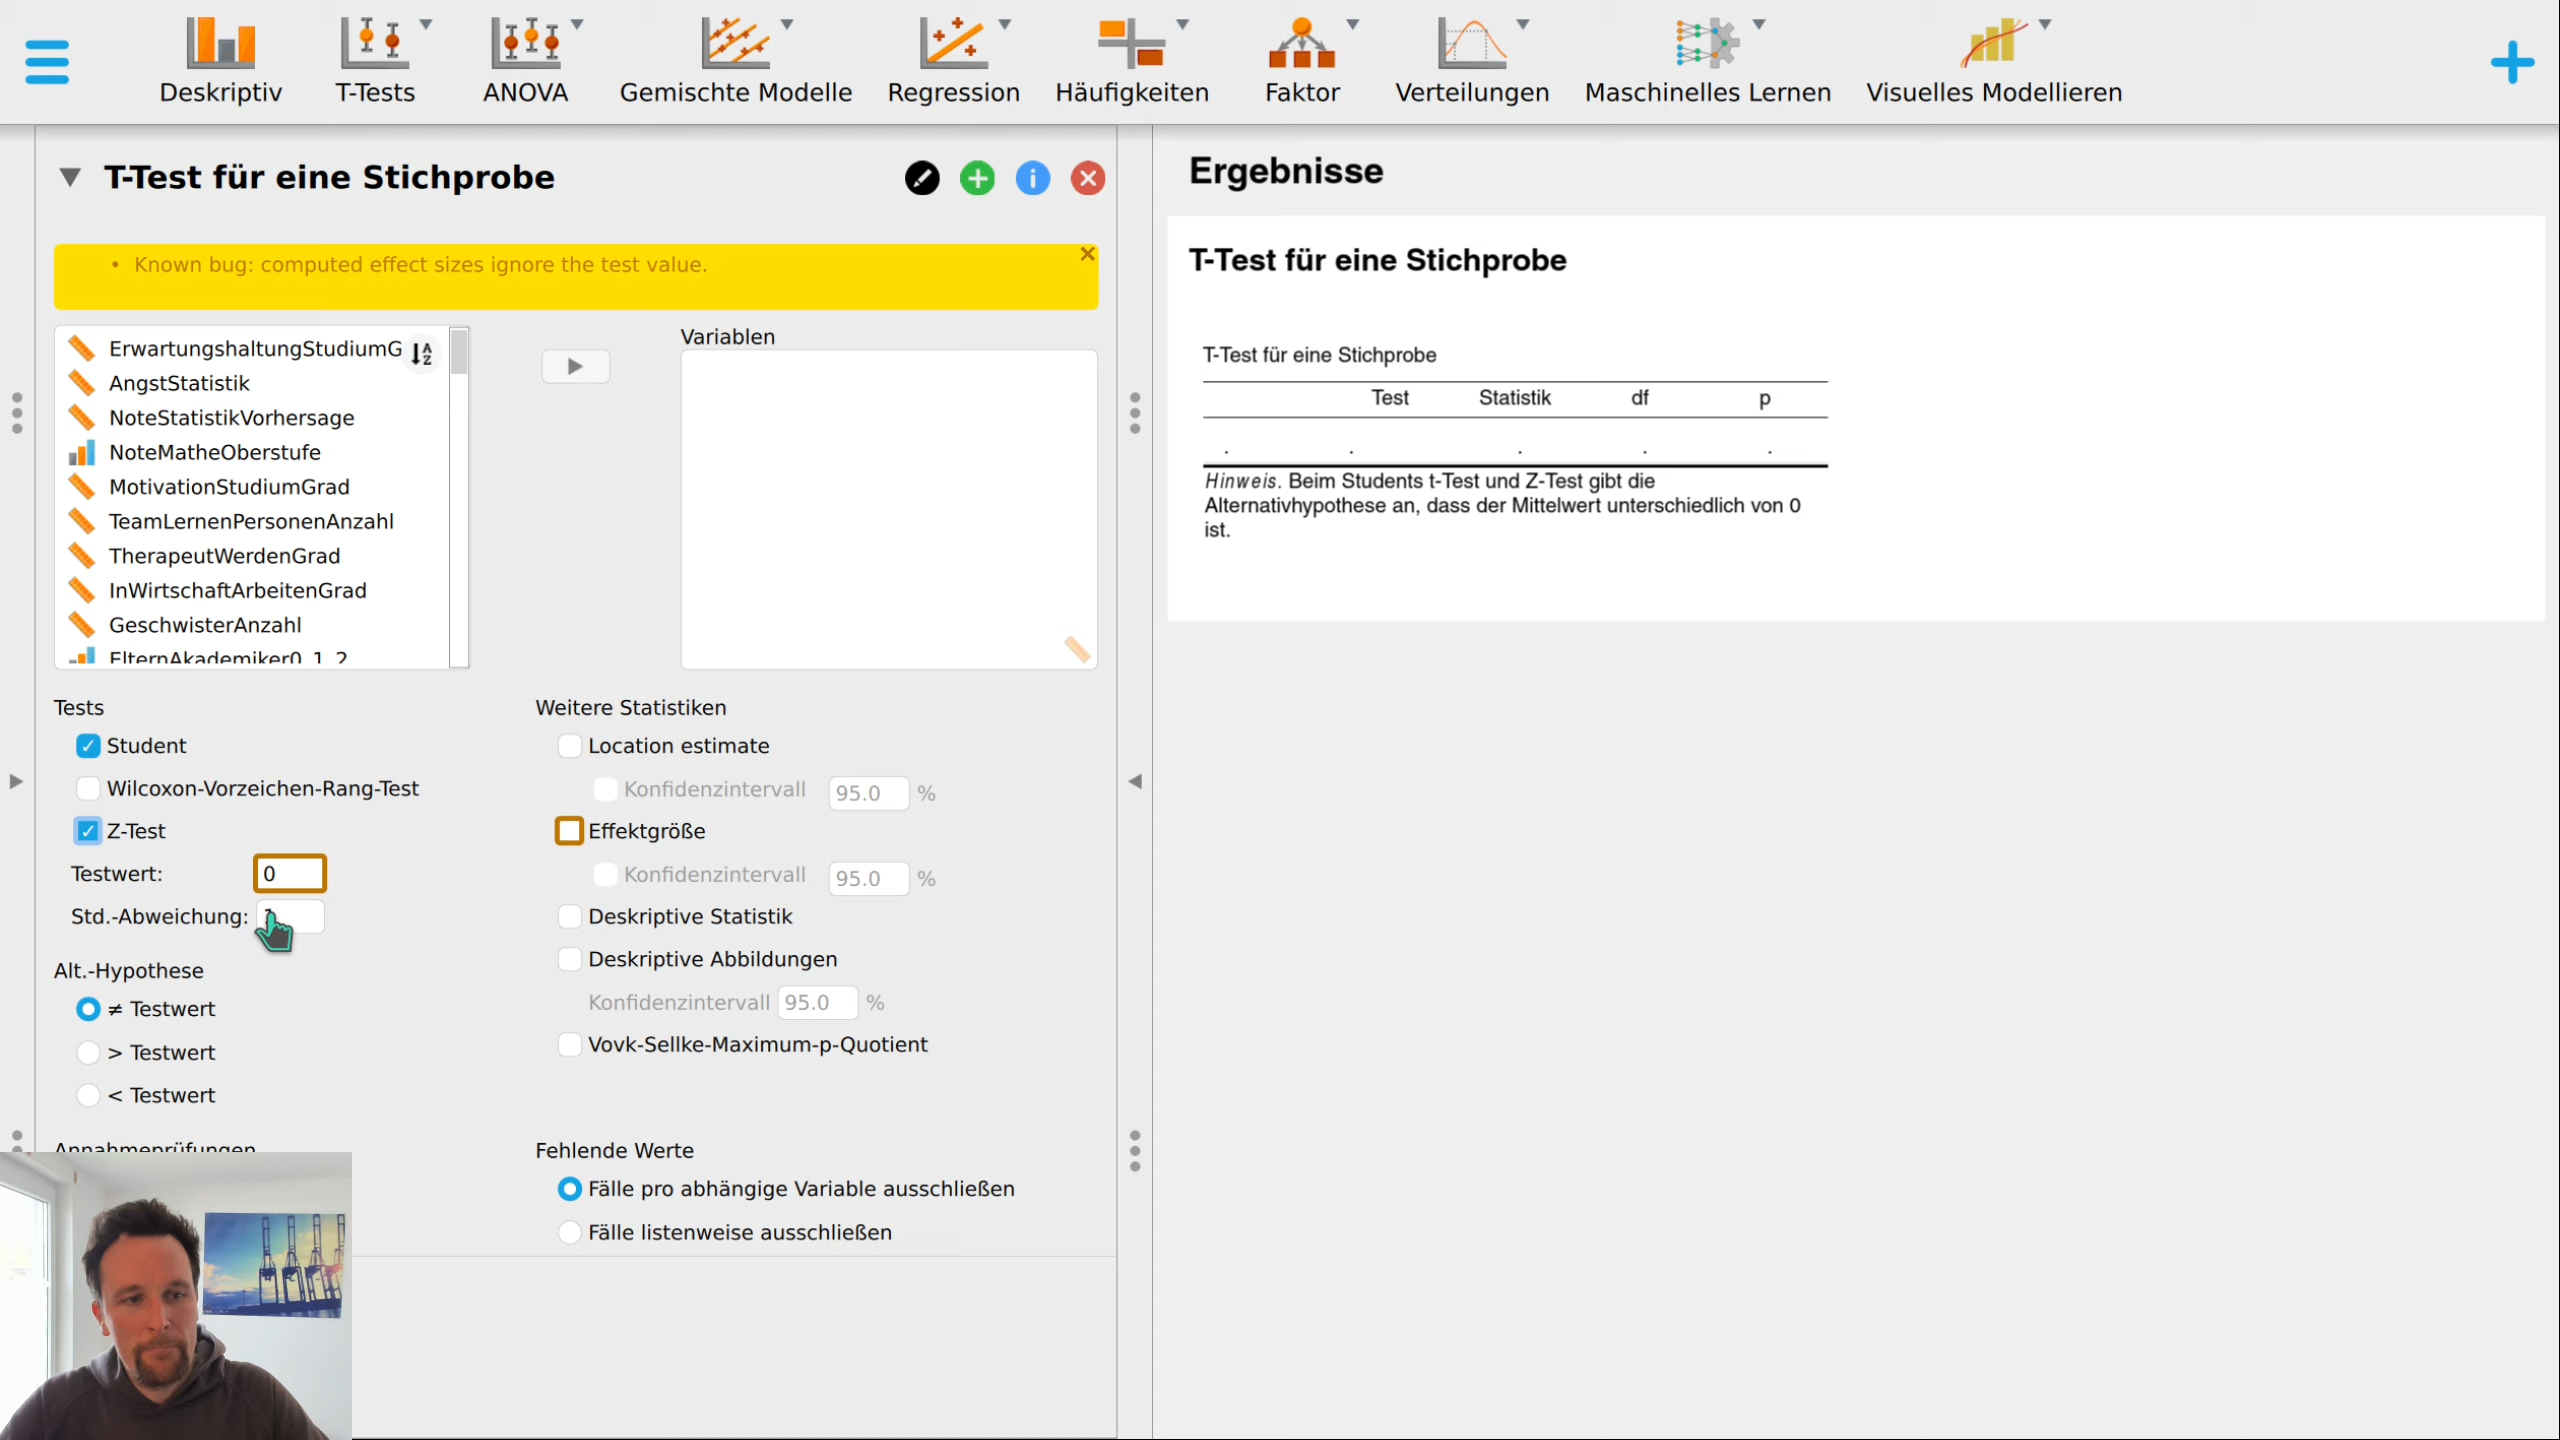 Deskriptiv
T-Tests
ANOVA
Gemischte Modelle
Regression
Häufigkeiten
Faktor
Verteilungen
Maschinelles Lernen
Visuelles Modellieren
T-Test für eine Stichprobe
• Known bug: computed effect sizes ignore the test value.
ErwartungshaltungStudiumG
AngstStatistik
NoteStatistikVorhersage
NoteMatheOberstufe
MotivationStudiumGrad
TeamLernenPersonenAnzahl
TherapeutWerdenGrad
InWirtschaftArbeitenGrad
GeschwisterAnzahl
ElternAkademiker0_1_2
Variablen
Tests
Student
Wilcoxon-Vorzeichen-Rang-Test
Z-Test
Testwert: 0
Std.-Abweichung:
Alt.-Hypothese
≠ Testwert
> Testwert
< Testwert
Annahmeprüfungen
Weitere Statistiken
Location estimate
Konfidenzintervall 95.0 %
Effektgröße
Konfidenzintervall 95.0 %
Deskriptive Statistik
Deskriptive Abbildungen
Konfidenzintervall 95.0 %
Vovk-Sellke-Maximum-p-Quotient
Fehlende Werte
Fälle pro abhängige Variable ausschließen
Fälle listenweise ausschließen
Ergebnisse
T-Test für eine Stichprobe
T-Test für eine Stichprobe
Test Statistik df p
. . . . .
Hinweis. Beim Students t-Test und Z-Test gibt die
Alternativhypothese an, dass der Mittelwert unterschiedlich von 0
ist.